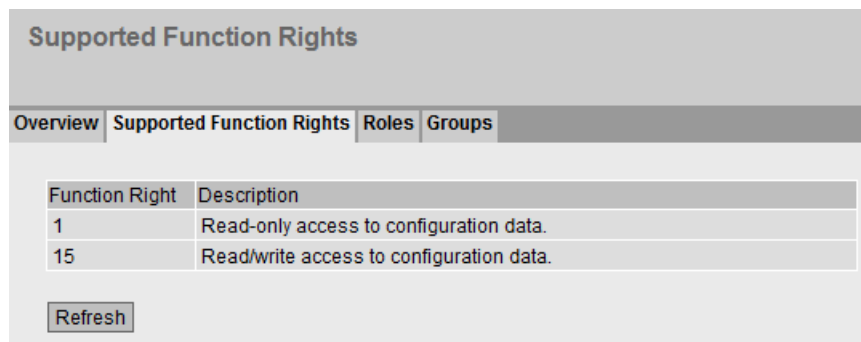 Supported Function Rights
Overview Supported Function Rights Roles Groups
Function Right Description
1 Read-only access to configuration data.
15 Read/write access to configuration data.
Refresh